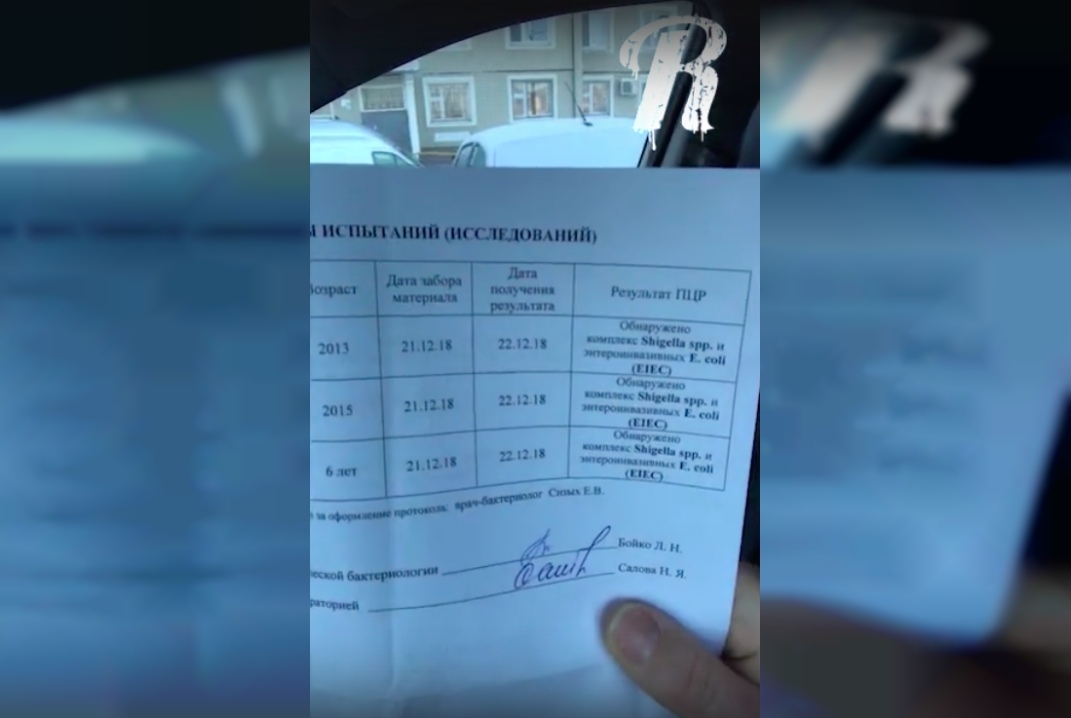 М ИСПЫТАНИЙ (ИССЛЕДОВАНИЙ)
Возраст
Дата забора
материала
Дата
получения
результата
Результат ПЦР
2013
21.12.18
22.12.18
Обнаружено
комплекс Shigella spp. и
энтероинвазивных E. coli
(EIEC)
2015
21.12.18
22.12.18
Обнаружено
комплекс Shigella spp. и
энтероинвазивных E. coli
(EIEC)
6 лет
21.12.18
22.12.18
Обнаружено
комплекс Shigella spp. и
энтероинвазивных E. coli
(EIEC)
за оформление протокола: врач-бактериолог Сизых Е.В.
ческой бактериологии Бойко Л. Н.
раторией Салова Н. Я.
R